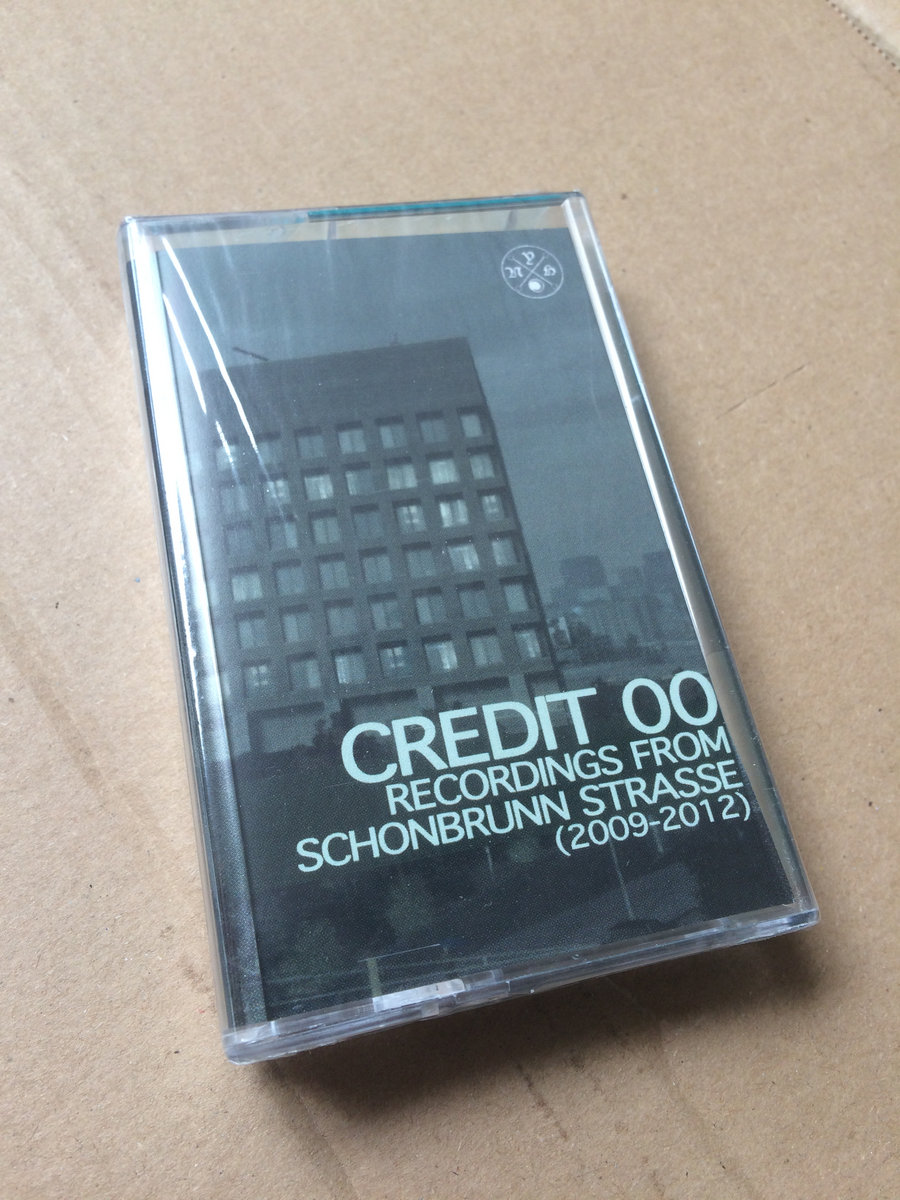 Y
N H
CREDIT 00
RECORDINGS FROM
SCHONBRUNN STRASSE
(2009-2012)